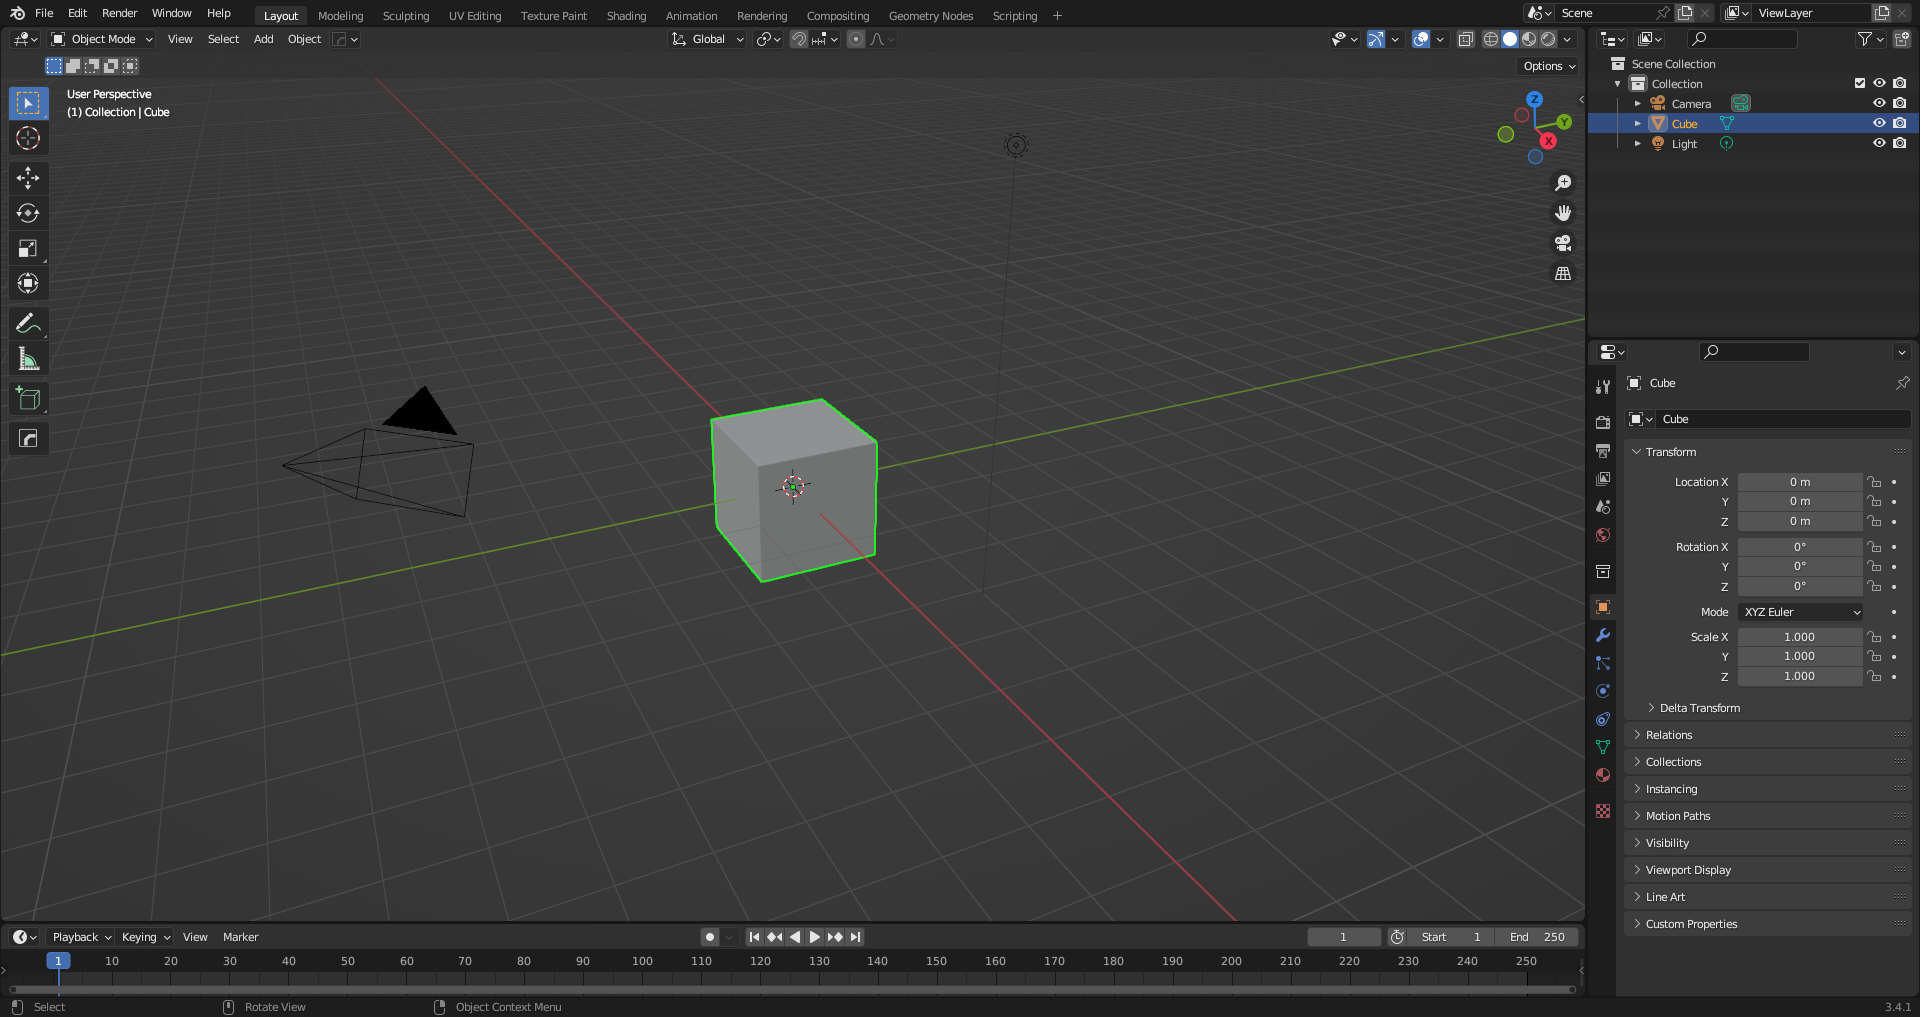 File Edit Render Window Help Layout Modeling Sculpting UV Editing Texture Paint Shading Animation Rendering Compositing Geometry Nodes Scripting + Scene ViewLayer
Object Mode View Select Add Object Global
Options
User Perspective
(1) Collection | Cube
Z
Y
X
Scene Collection
Collection
Camera
Cube
Light
Cube
Cube
Transform
Location X 0 m
Y 0 m
Z 0 m
Rotation X 0°
Y 0°
Z 0°
Mode XYZ Euler
Scale X 1.000
Y 1.000
Z 1.000
Delta Transform
Relations
Collections
Instancing
Motion Paths
Visibility
Viewport Display
Line Art
Custom Properties
Playback Keying View Marker 1 Start 1 End 250
1 10 20 30 40 50 60 70 80 90 100 110 120 130 140 150 160 170 180 190 200 210 220 230 240 250
Select Rotate View Object Context Menu 3.4.1